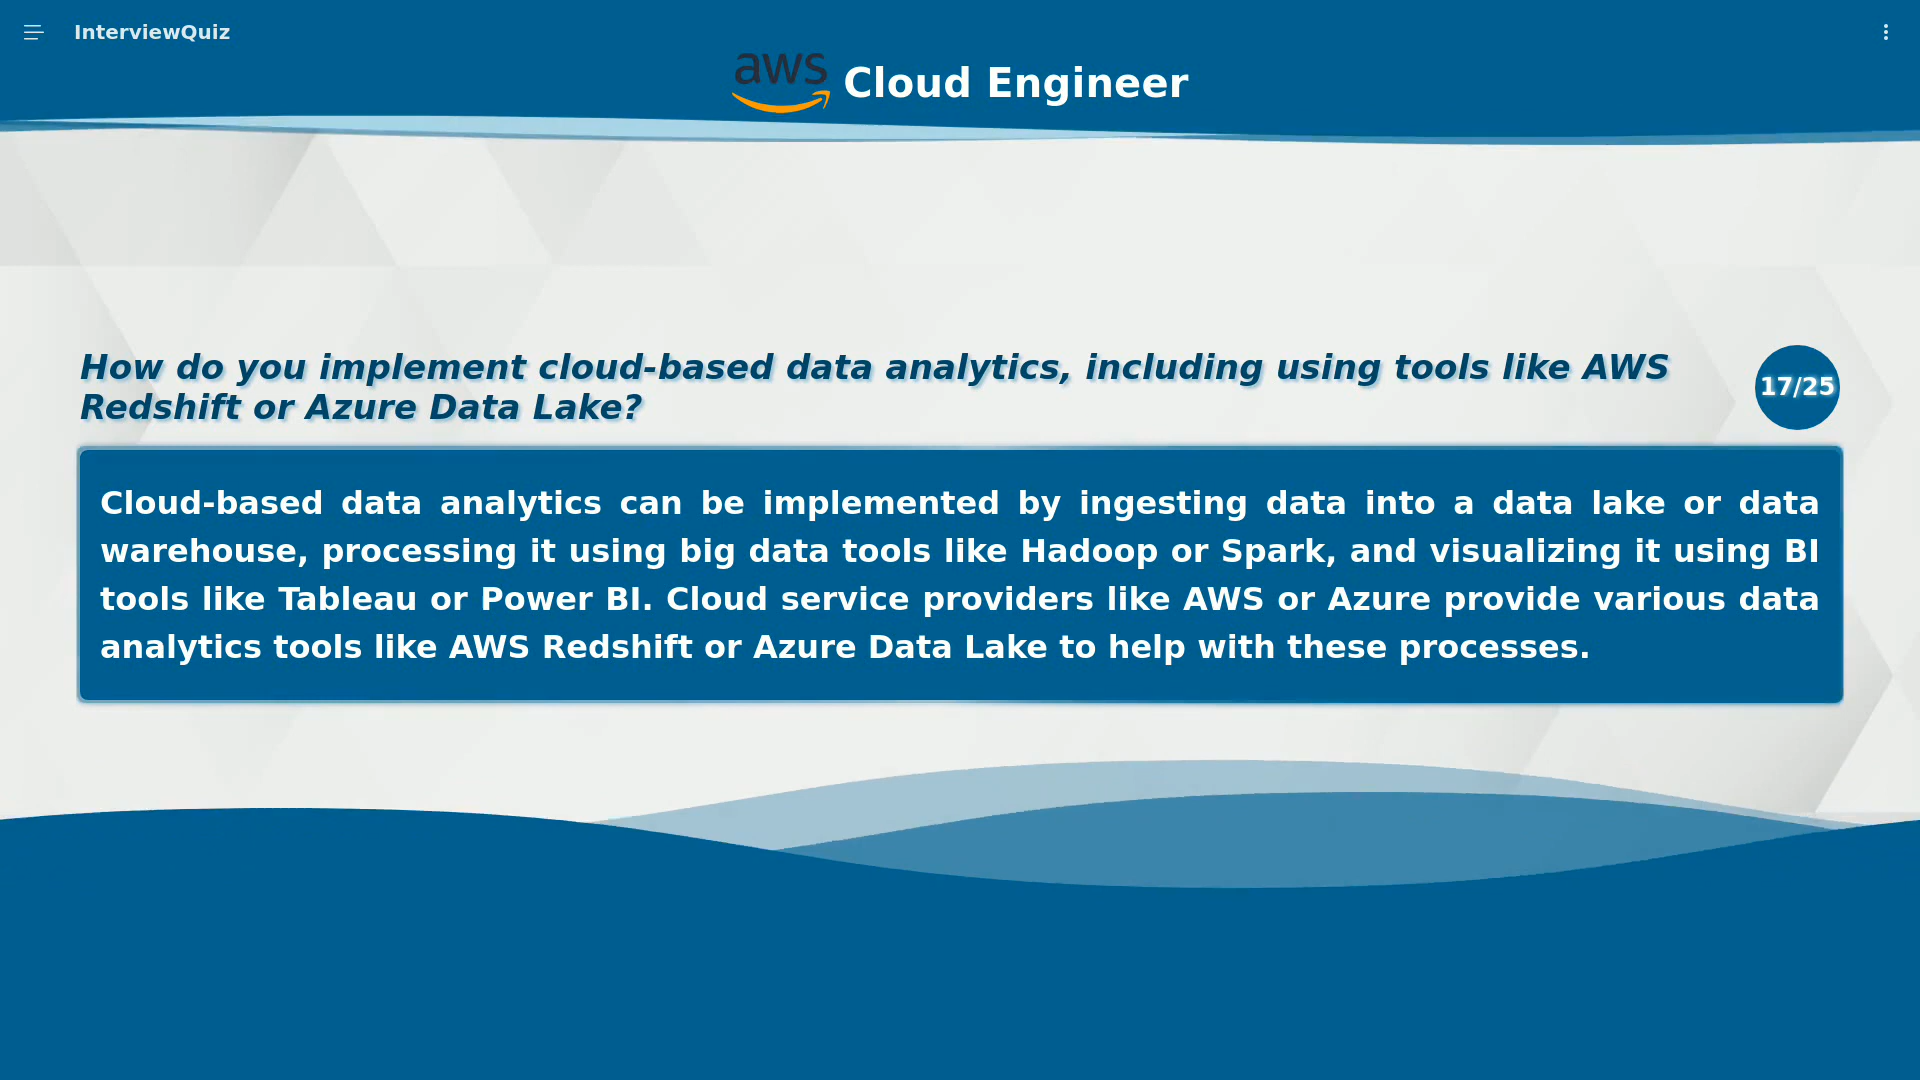 InterviewQuiz
aws
Cloud Engineer
How do you implement cloud-based data analytics, including using tools like AWS
Redshift or Azure Data Lake?
17/25
Cloud-based data analytics can be implemented by ingesting data into a data lake or data
warehouse, processing it using big data tools like Hadoop or Spark, and visualizing it using BI
tools like Tableau or Power BI. Cloud service providers like AWS or Azure provide various data
analytics tools like AWS Redshift or Azure Data Lake to help with these processes.